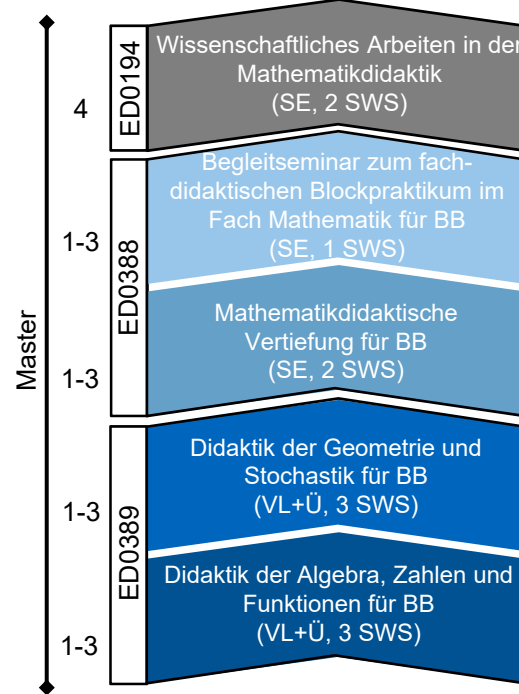 Master
4
ED0194
Wissenschaftliches Arbeiten in der
Mathematikdidaktik
(SE, 2 SWS)
1-3
ED0388
Begleitseminar zum fach-
didaktischen Blockpraktikum im
Fach Mathematik für BB
(SE, 1 SWS)
1-3
Mathematikdidaktische
Vertiefung für BB
(SE, 2 SWS)
1-3
ED0389
Didaktik der Geometrie und
Stochastik für BB
(VL+Ü, 3 SWS)
1-3
Didaktik der Algebra, Zahlen und
Funktionen für BB
(VL+Ü, 3 SWS)